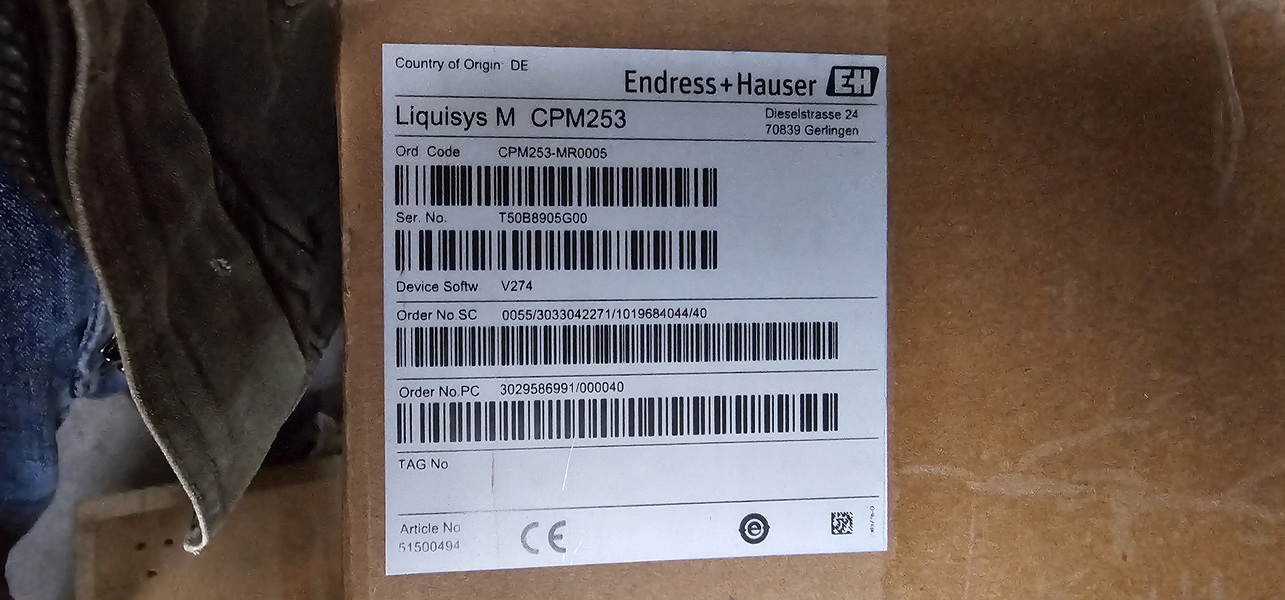 Country of Origin: DE
Endress+Hauser EH
Liquisys M CPM253
Dieselstrasse 24
70839 Gerlingen
Ord. Code CPM253-MR0005
Ser. No. T50B8905G00
Device Softw. V274
Order No.SC 0055/3033042271/1019684044/40
Order No.PC 3029586991/000040
TAG No
Article No
51500494
CE
e